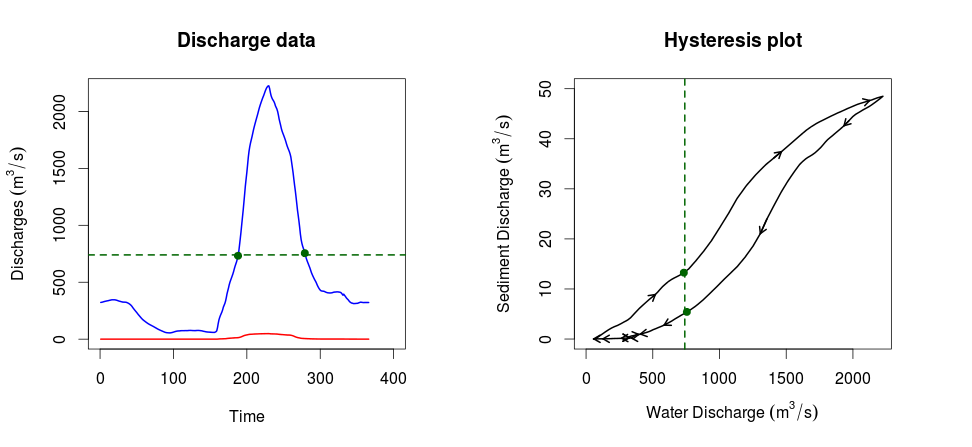 Discharge data
Discharges (m³/s)
2000
1500
1000
500
0
0 100 200 300 400
Time
Hysteresis plot
Sediment Discharge (m³/s)
50
40
30
20
10
0
0 500 1000 1500 2000
Water Discharge (m³/s)